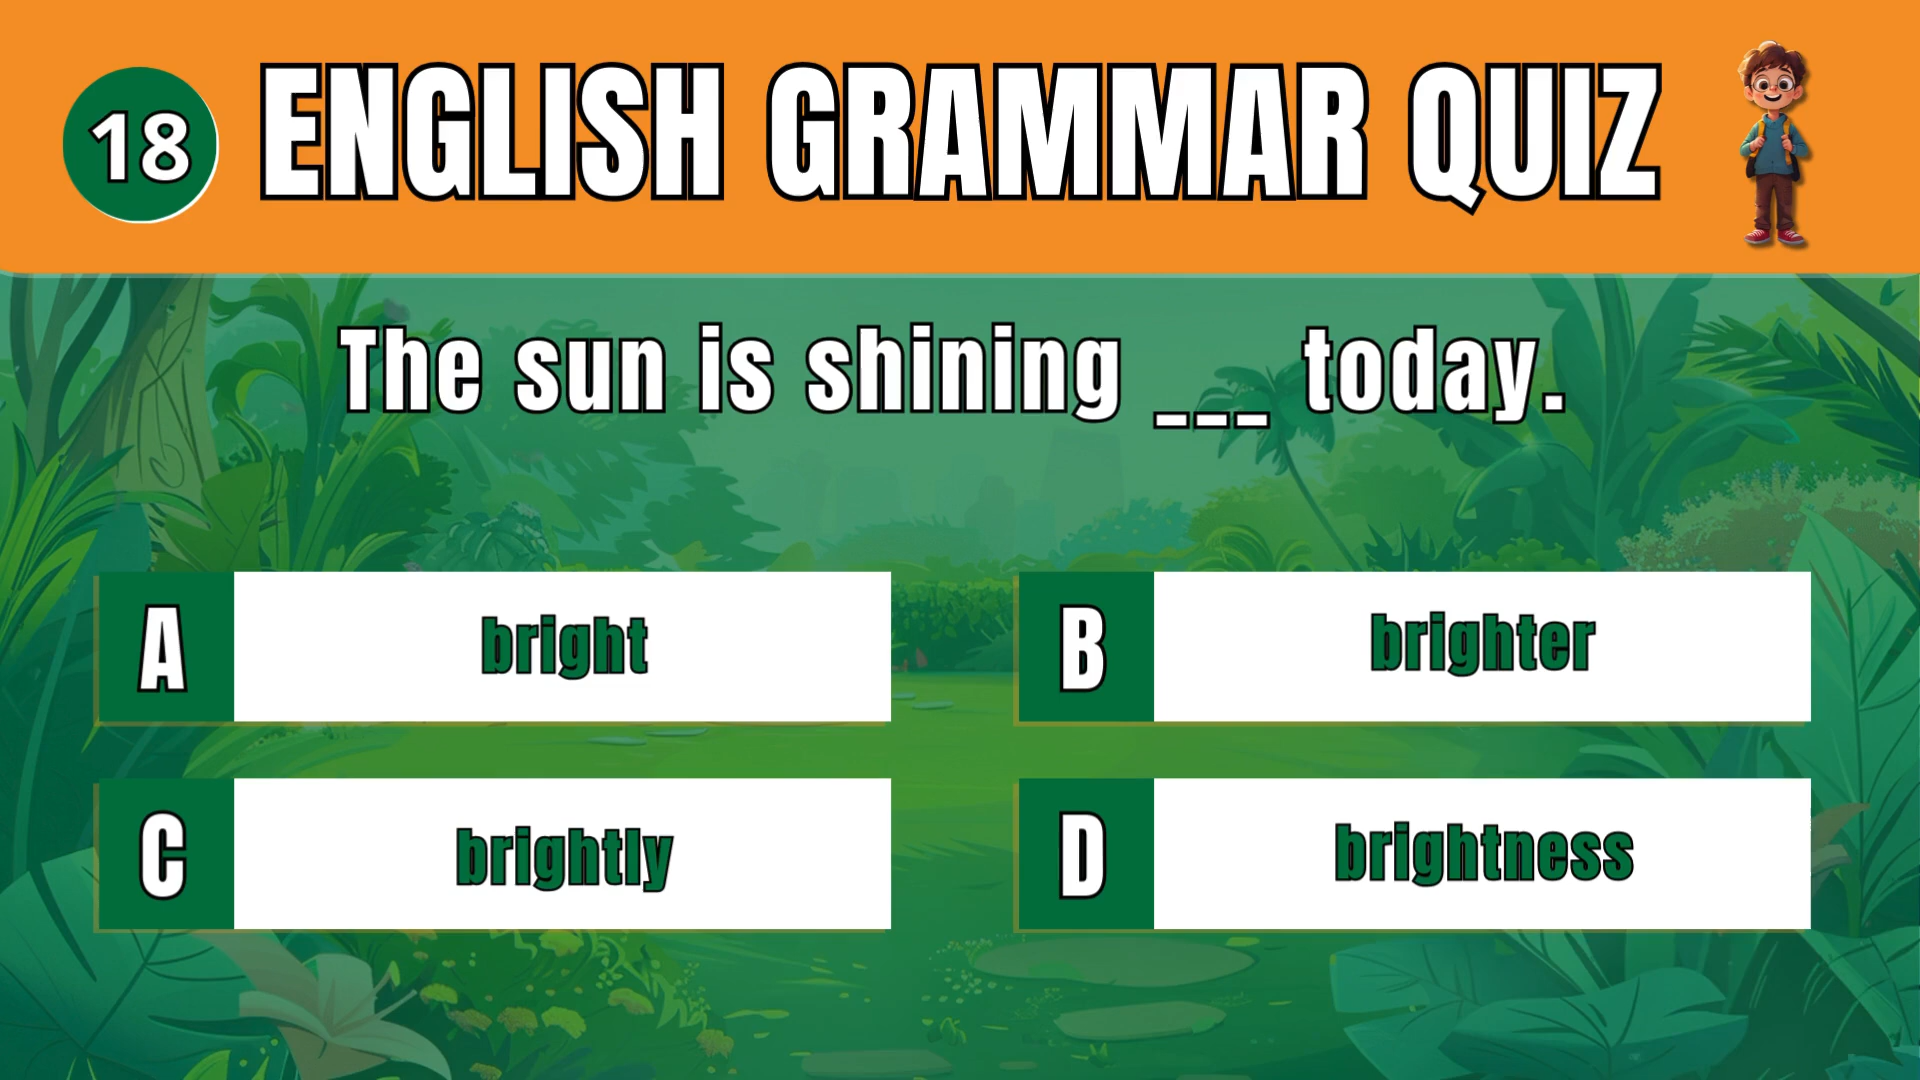 18
ENGLISH GRAMMAR QUIZ
The sun is shining ___ today.
A
bright
B
brighter
C
brightly
D
brightness